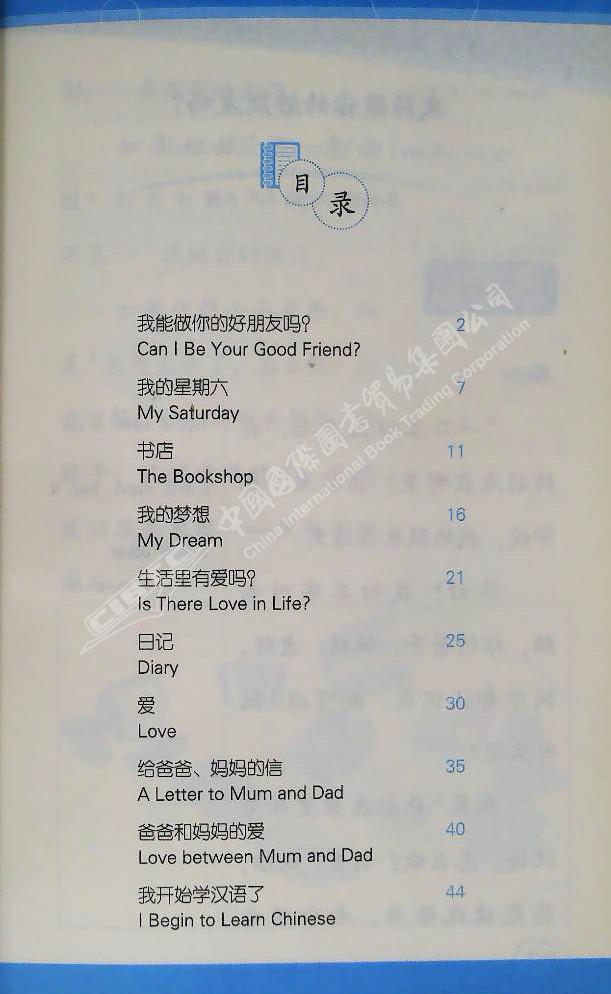 目录
我能做你的好朋友吗? 2
Can I Be Your Good Friend?
我的星期六 7
My Saturday
书店 11
The Bookshop
我的梦想 16
My Dream
生活里有爱吗? 21
Is There Love in Life?
日记 25
Diary
爱 30
Love
给爸爸、妈妈的信 35
A Letter to Mum and Dad
爸爸和妈妈的爱 40
Love between Mum and Dad
我开始学汉语了 44
I Begin to Learn Chinese
CIBTC
中國國際圖書貿易集團公司
China International Book Trading Corporation